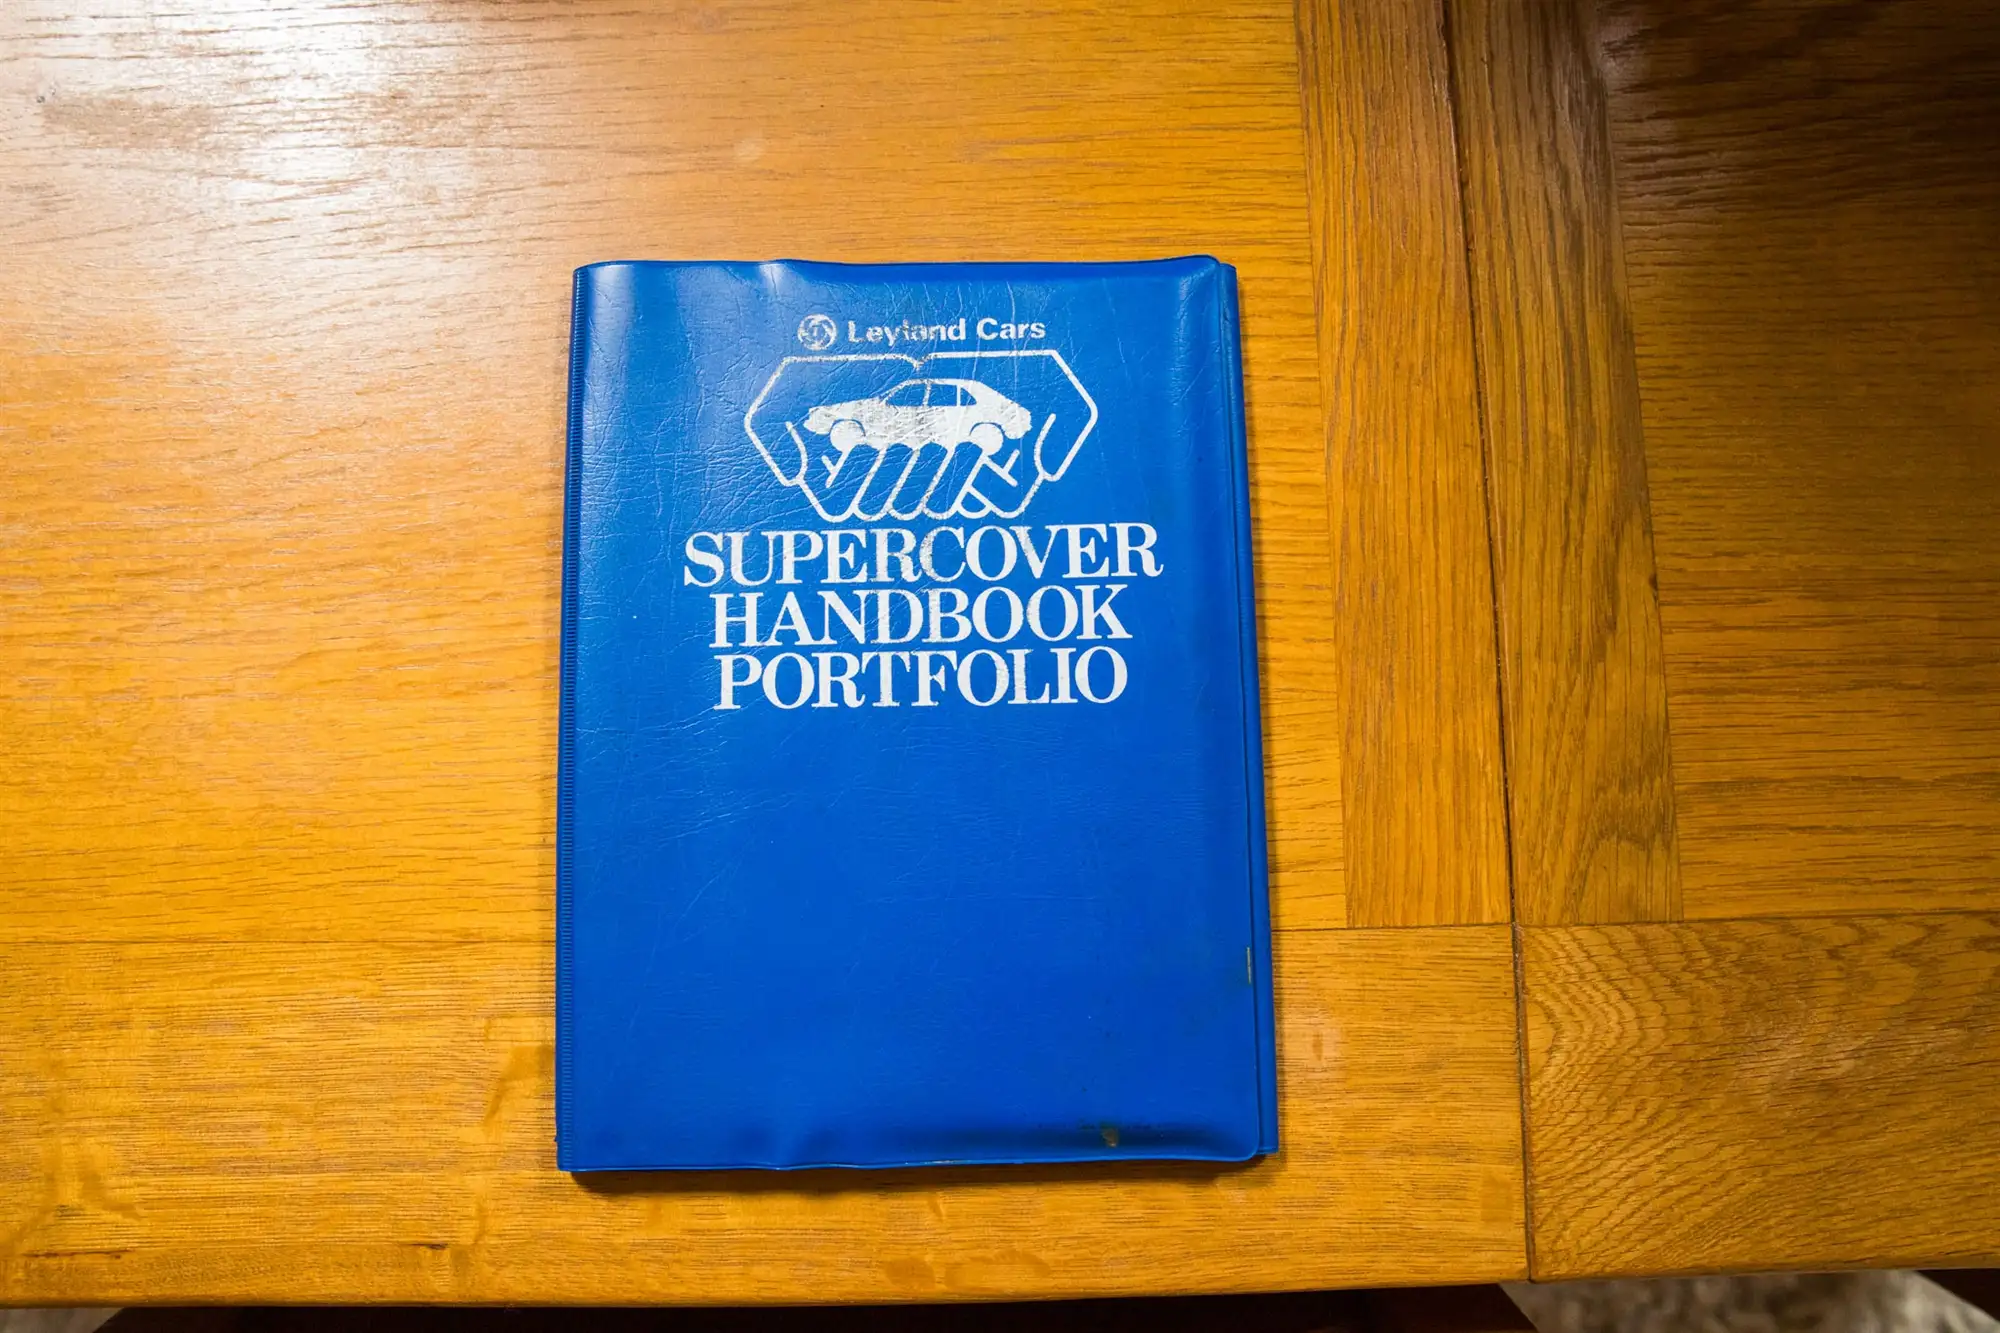 Leyland Cars
SUPERCOVER
HANDBOOK
PORTFOLIO